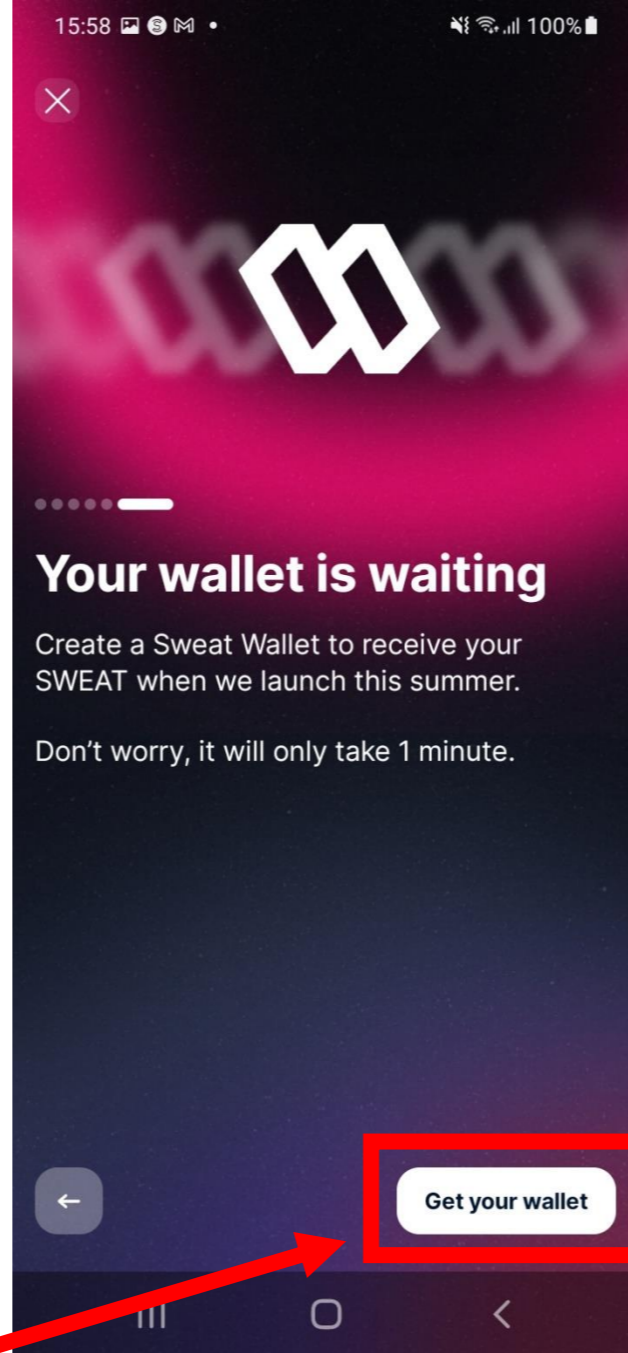 15:58 100%
Your wallet is waiting
Create a Sweat Wallet to receive your
SWEAT when we launch this summer.
Don't worry, it will only take 1 minute.
Get your wallet